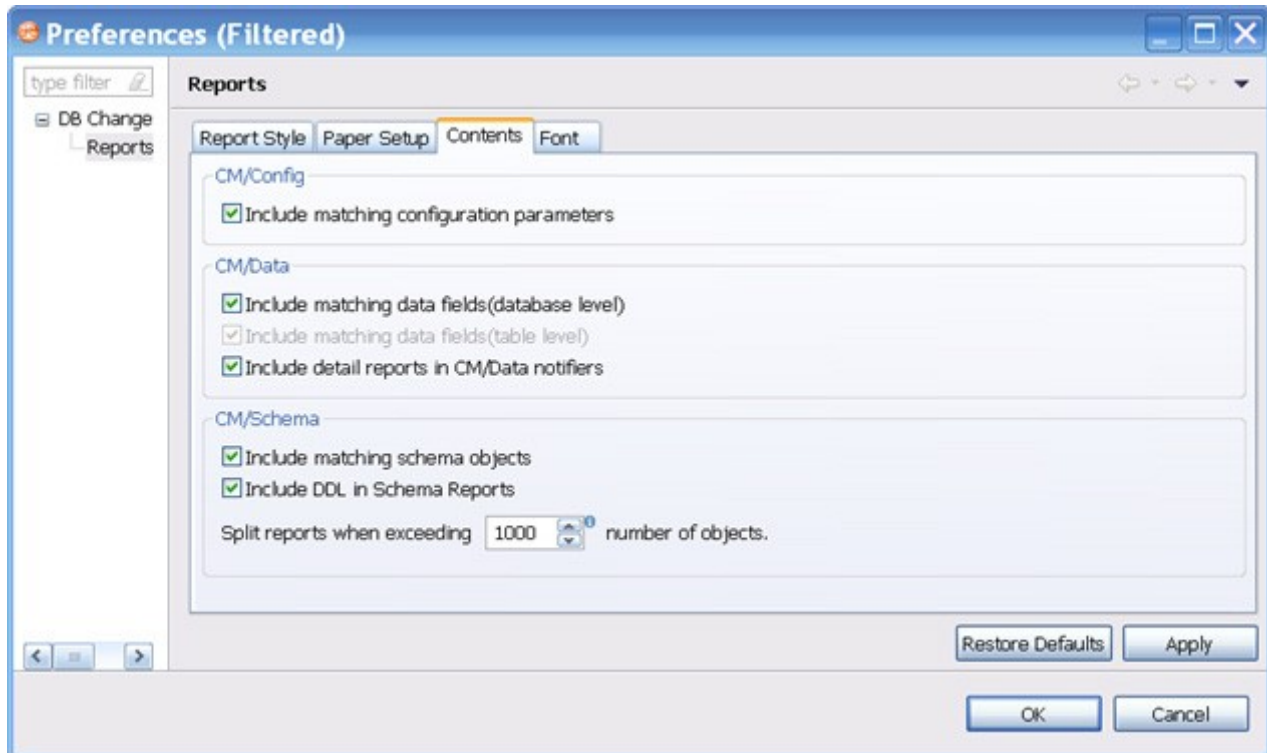 Preferences (Filtered)
type filter
DB Change
Reports
Reports
Report Style
Paper Setup
Contents
Font
CM/Config
Include matching configuration parameters
CM/Data
Include matching data fields(database level)
Include matching data fields(table level)
Include detail reports in CM/Data notifiers
CM/Schema
Include matching schema objects
Include DDL in Schema Reports
Split reports when exceeding 1000 number of objects.
Restore Defaults
Apply
OK
Cancel